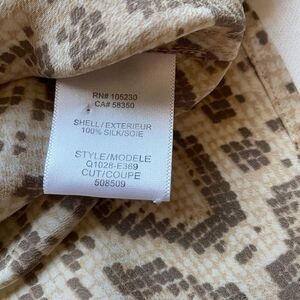 RN# 105230
CA# 58350
SHELL/EXTERIEUR
100% SILK/SOIE
STYLE/MODELE
Q1028-E369
CUT/COUPE
508509